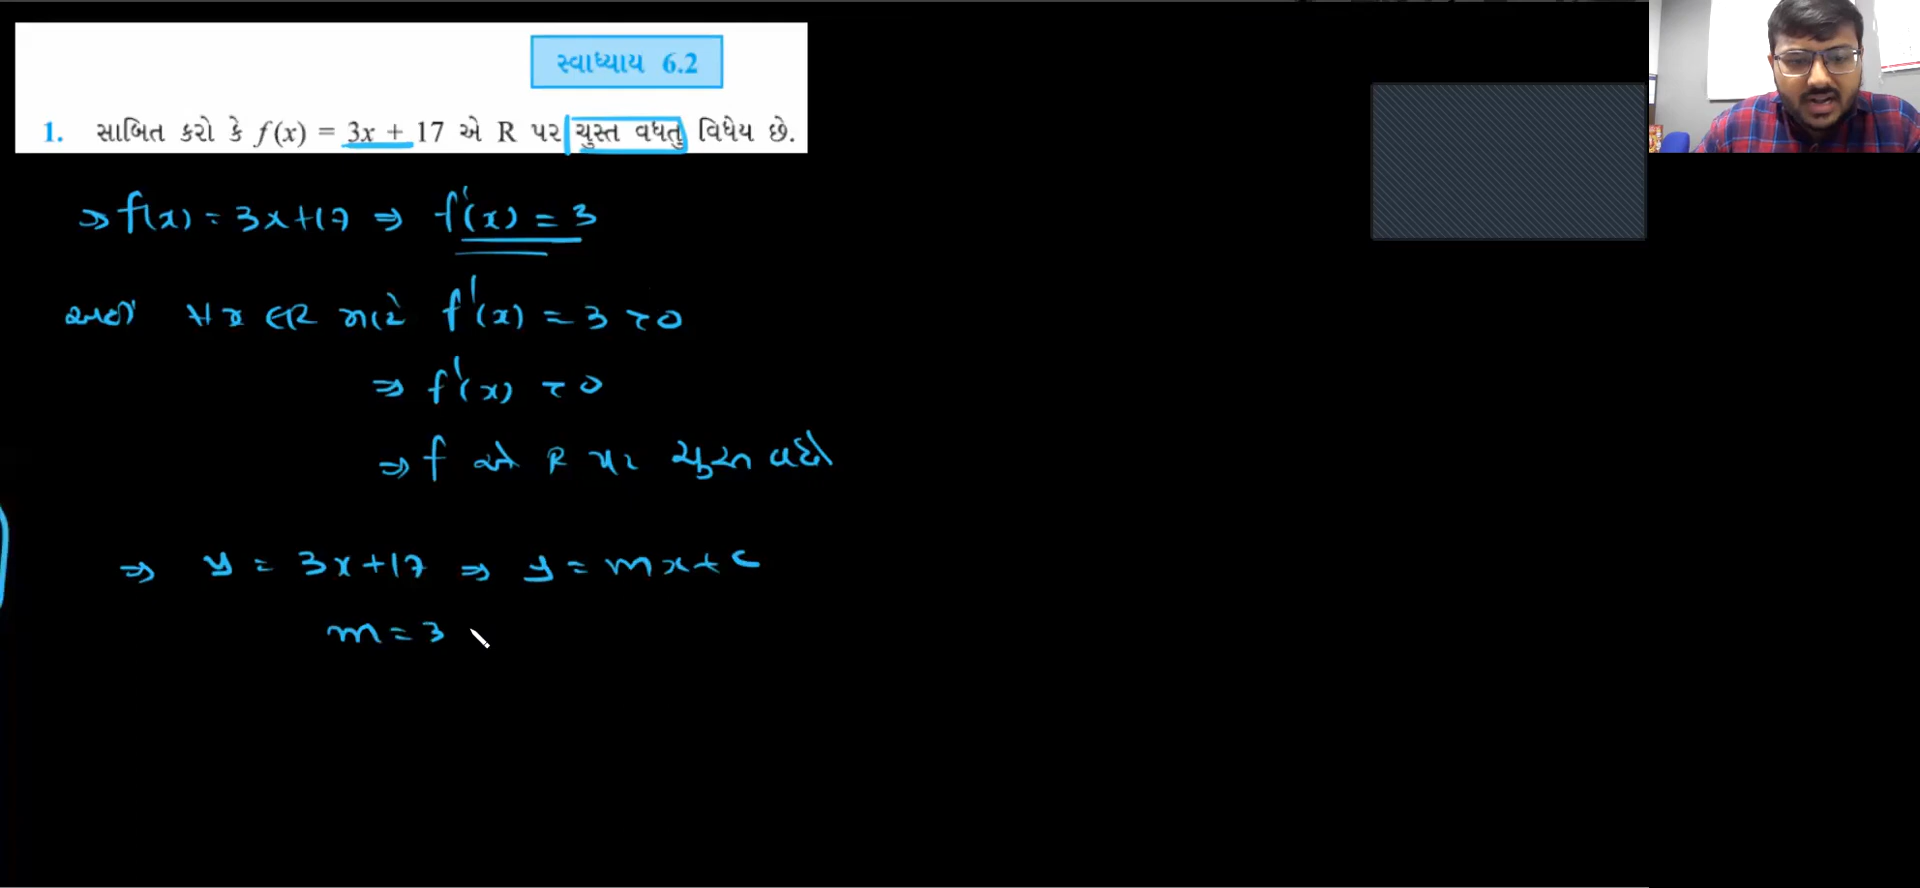 સ્વાધ્યાય 6.2
1. સાબિત કરો કે f(x) = 3x + 17 એ R પર ચુસ્ત વધતુ વિધેય છે.
⇒ f(x) = 3x+17 ⇒ f'(x) = 3
અહીં ∀ x ∈ R માટે f'(x) = 3 > 0
⇒ f'(x) > 0
⇒ f એ R પર ચુસ્ત વધે
⇒ y = 3x+17 ⇒ y = mx+c
m = 3